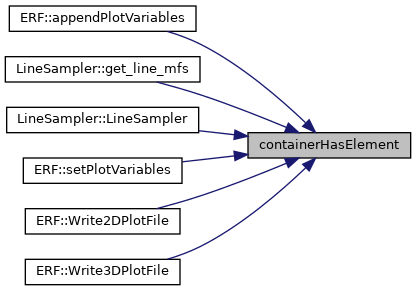 ERF::appendPlotVariables
LineSampler::get_line_mfs
LineSampler::LineSampler
containerHasElement
ERF::setPlotVariables
ERF::Write2DPlotFile
ERF::Write3DPlotFile